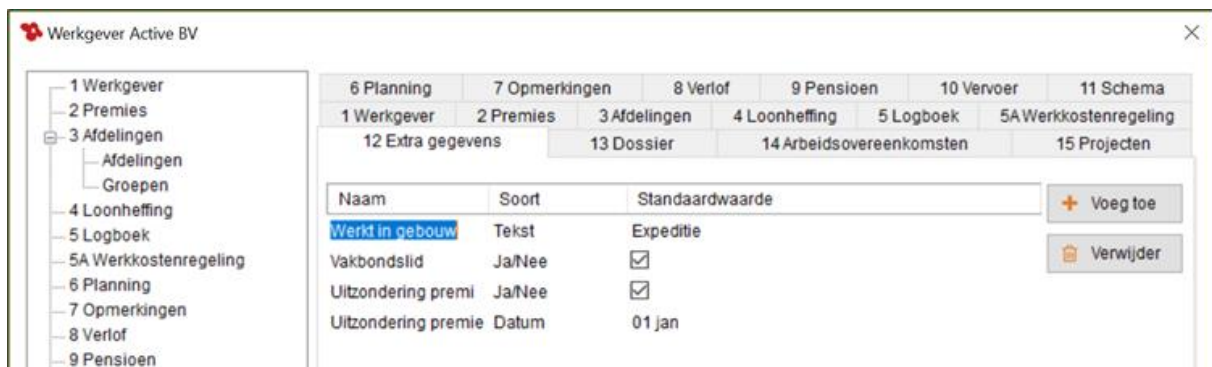 Werkgever Active BV
1 Werkgever
2 Premies
3 Afdelingen
Afdelingen
Groepen
4 Loonheffing
5 Logboek
5A Werkkostenregeling
6 Planning
7 Opmerkingen
8 Verlof
9 Pensioen
6 Planning 7 Opmerkingen 8 Verlof 9 Pensioen 10 Vervoer 11 Schema
1 Werkgever 2 Premies 3 Afdelingen 4 Loonheffing 5 Logboek 5A Werkkostenregeling
12 Extra gegevens 13 Dossier 14 Arbeidsovereenkomsten 15 Projecten
Naam Soort Standaardwaarde
Werkt in gebouw Tekst Expeditie
Vakbondslid Ja/Nee
Uitzondering premi Ja/Nee
Uitzondering premie Datum 01 jan
Voeg toe
Verwijder